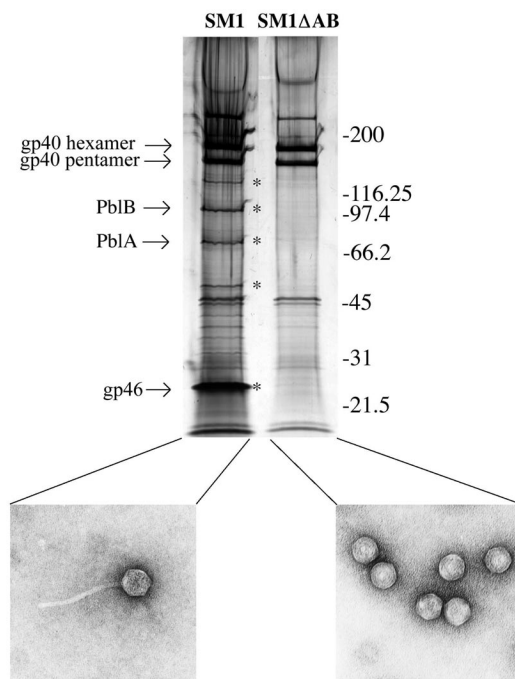 SM1 SM1ΔAB
gp40 hexamer
-200
gp40 pentamer
*
-116.25
PblB
*
-97.4
PblA
*
-66.2
*
-45
-31
gp46
*
-21.5